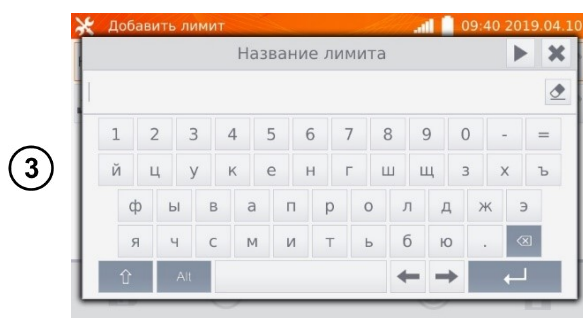 Добавить лимит 09:40 2019.04.10
Название лимита
3
1 2 3 4 5 6 7 8 9 0 - =
й ц у к е н г ш щ з х ъ
ф ы в а п р о л д ж э
я ч с м и т ь б ю .
Alt